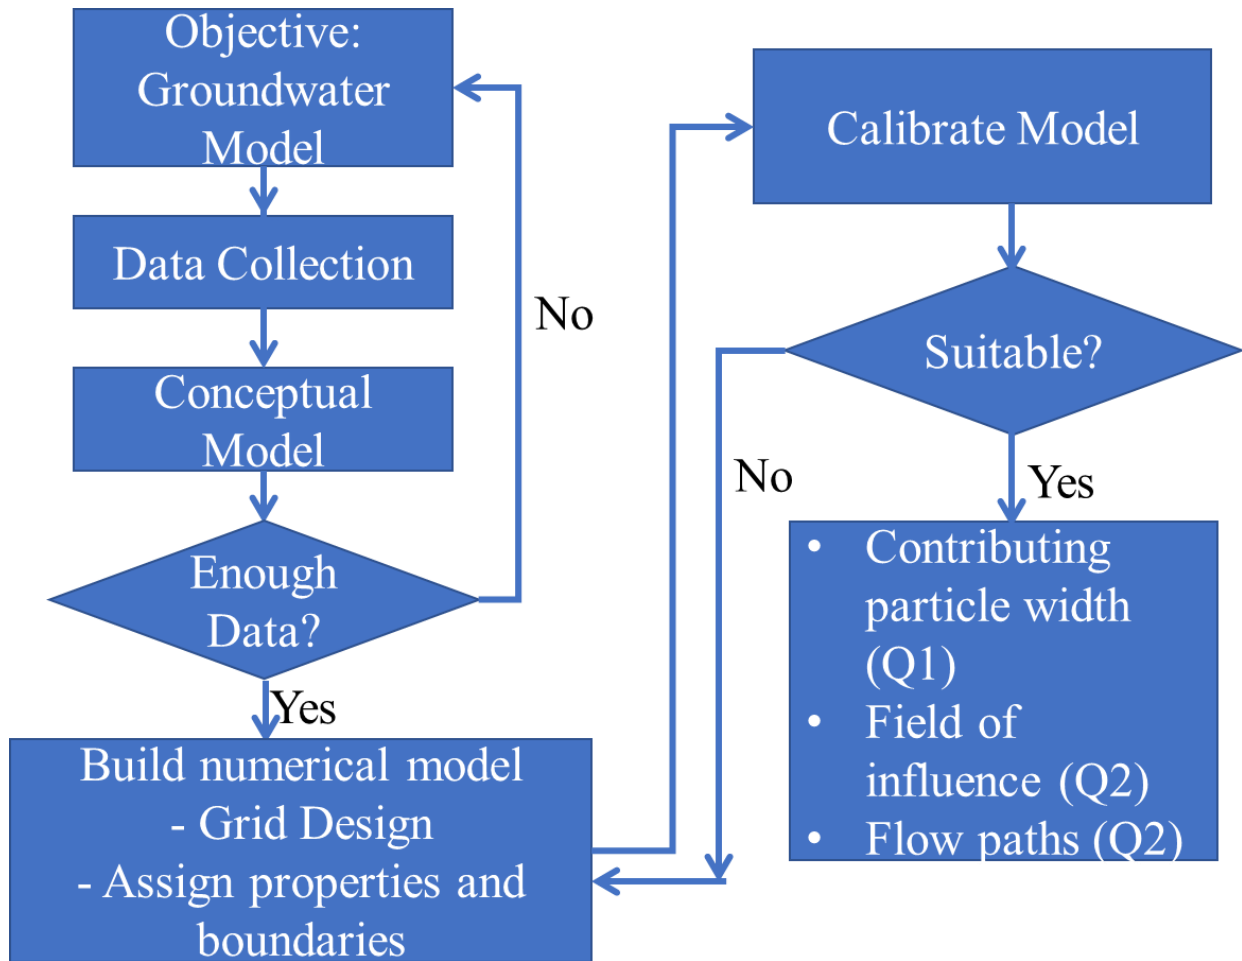 Objective:
Groundwater
Model
Data Collection
Conceptual
Model
Enough
Data?
No
Yes
Build numerical model
- Grid Design
- Assign properties and
boundaries
Calibrate Model
Suitable?
No
Yes
• Contributing
particle width
(Q1)
• Field of
influence (Q2)
• Flow paths (Q2)